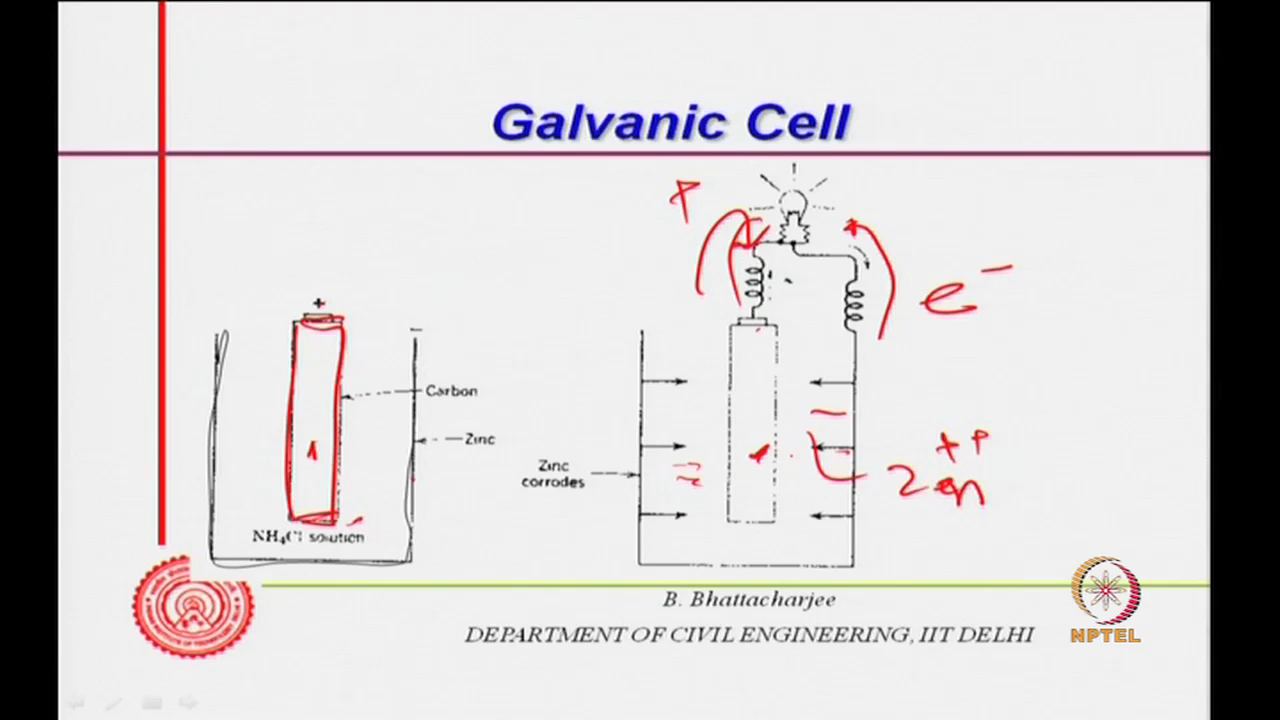 Galvanic Cell
P
e⁻
+
Carbon
Zinc
Zinc
corrodes
NH₄Cl solution
B. Bhattacharjee
DEPARTMENT OF CIVIL ENGINEERING, IIT DELHI
NPTEL